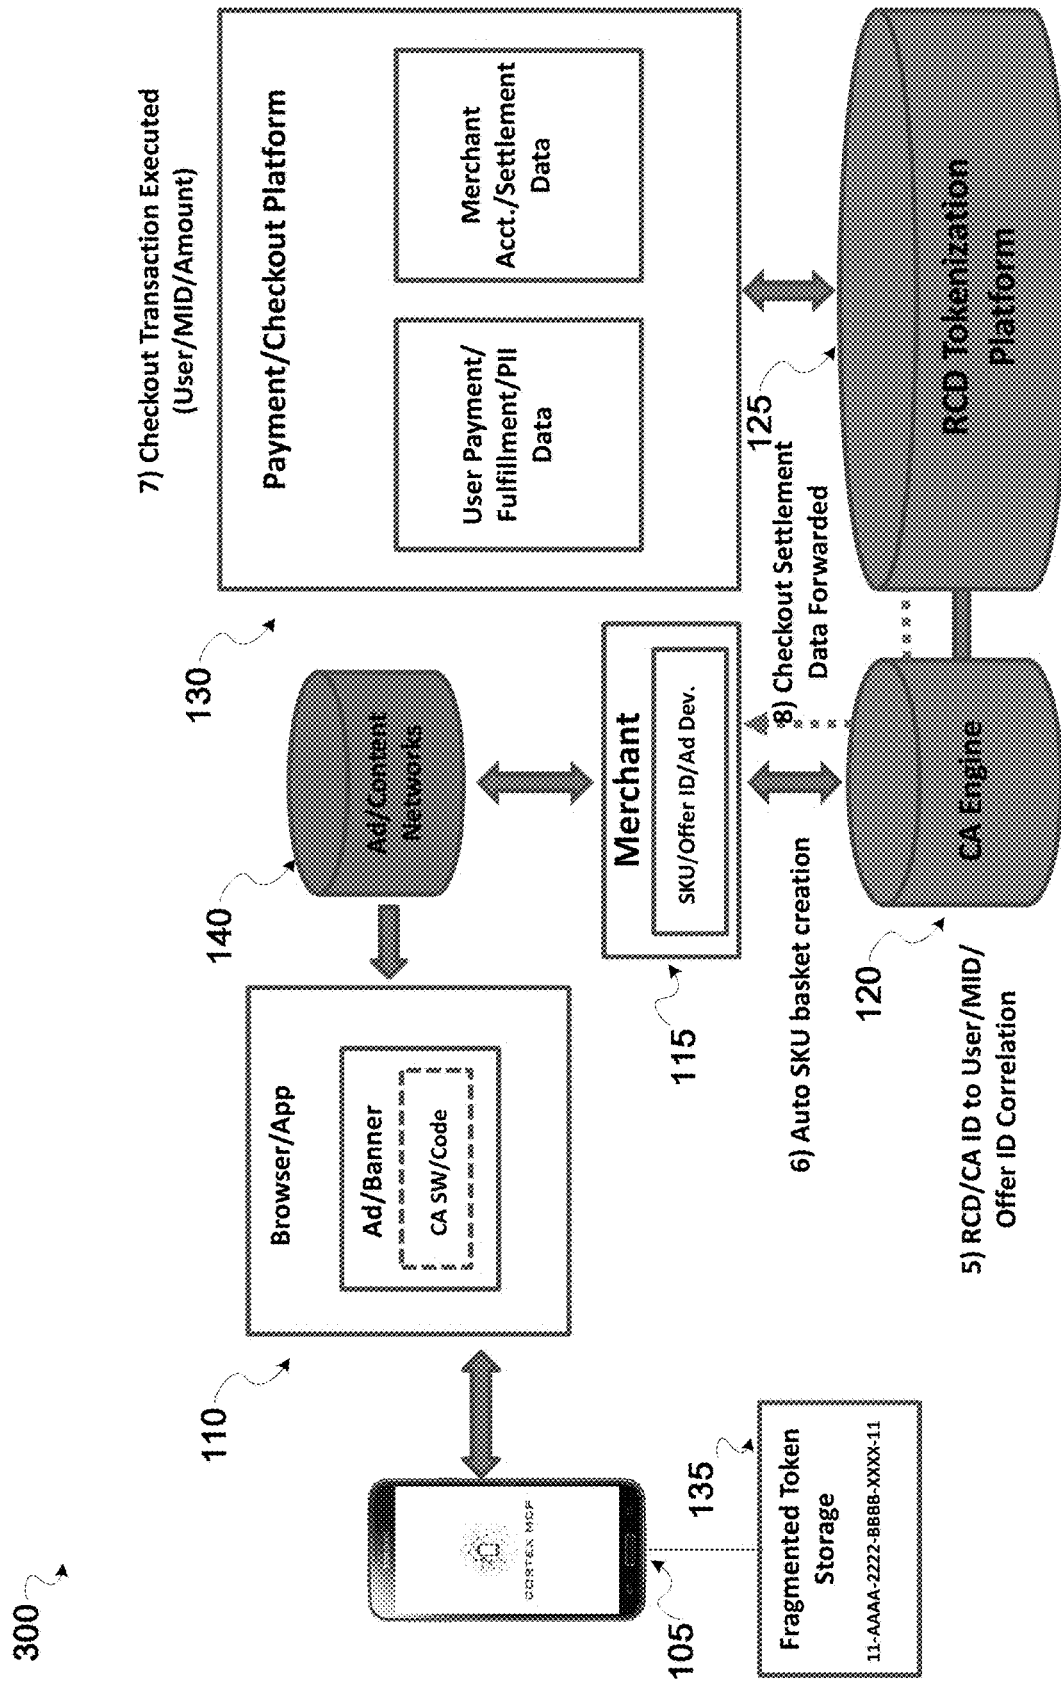 300
7) Checkout Transaction Executed
(User/MID/Amount)
130
Payment/Checkout Platform
User Payment/
Fulfillment/PII
Data
Merchant
Acct./Settlement
Data
140
Ad/Content
Networks
110
Browser/App
Ad/Banner
CA SW/Code
CORTEX MCP
105
135
Fragmented Token
Storage
11-AAAA-2222-BBBB-XXXX-11
115
Merchant
SKU/Offer ID/Ad Dev.
6) Auto SKU basket creation
8) Checkout Settlement
Data Forwarded
125
120
CA Engine
RCD Tokenization
Platform
5) RCD/CA ID to User/MID/
Offer ID Correlation